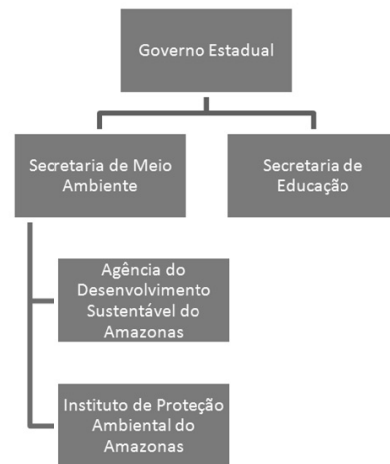 Governo Estadual
Secretaria de Meio
Ambiente
Secretaria de
Educação
Agência do
Desenvolvimento
Sustentável do
Amazonas
Instituto de Proteção
Ambiental do
Amazonas